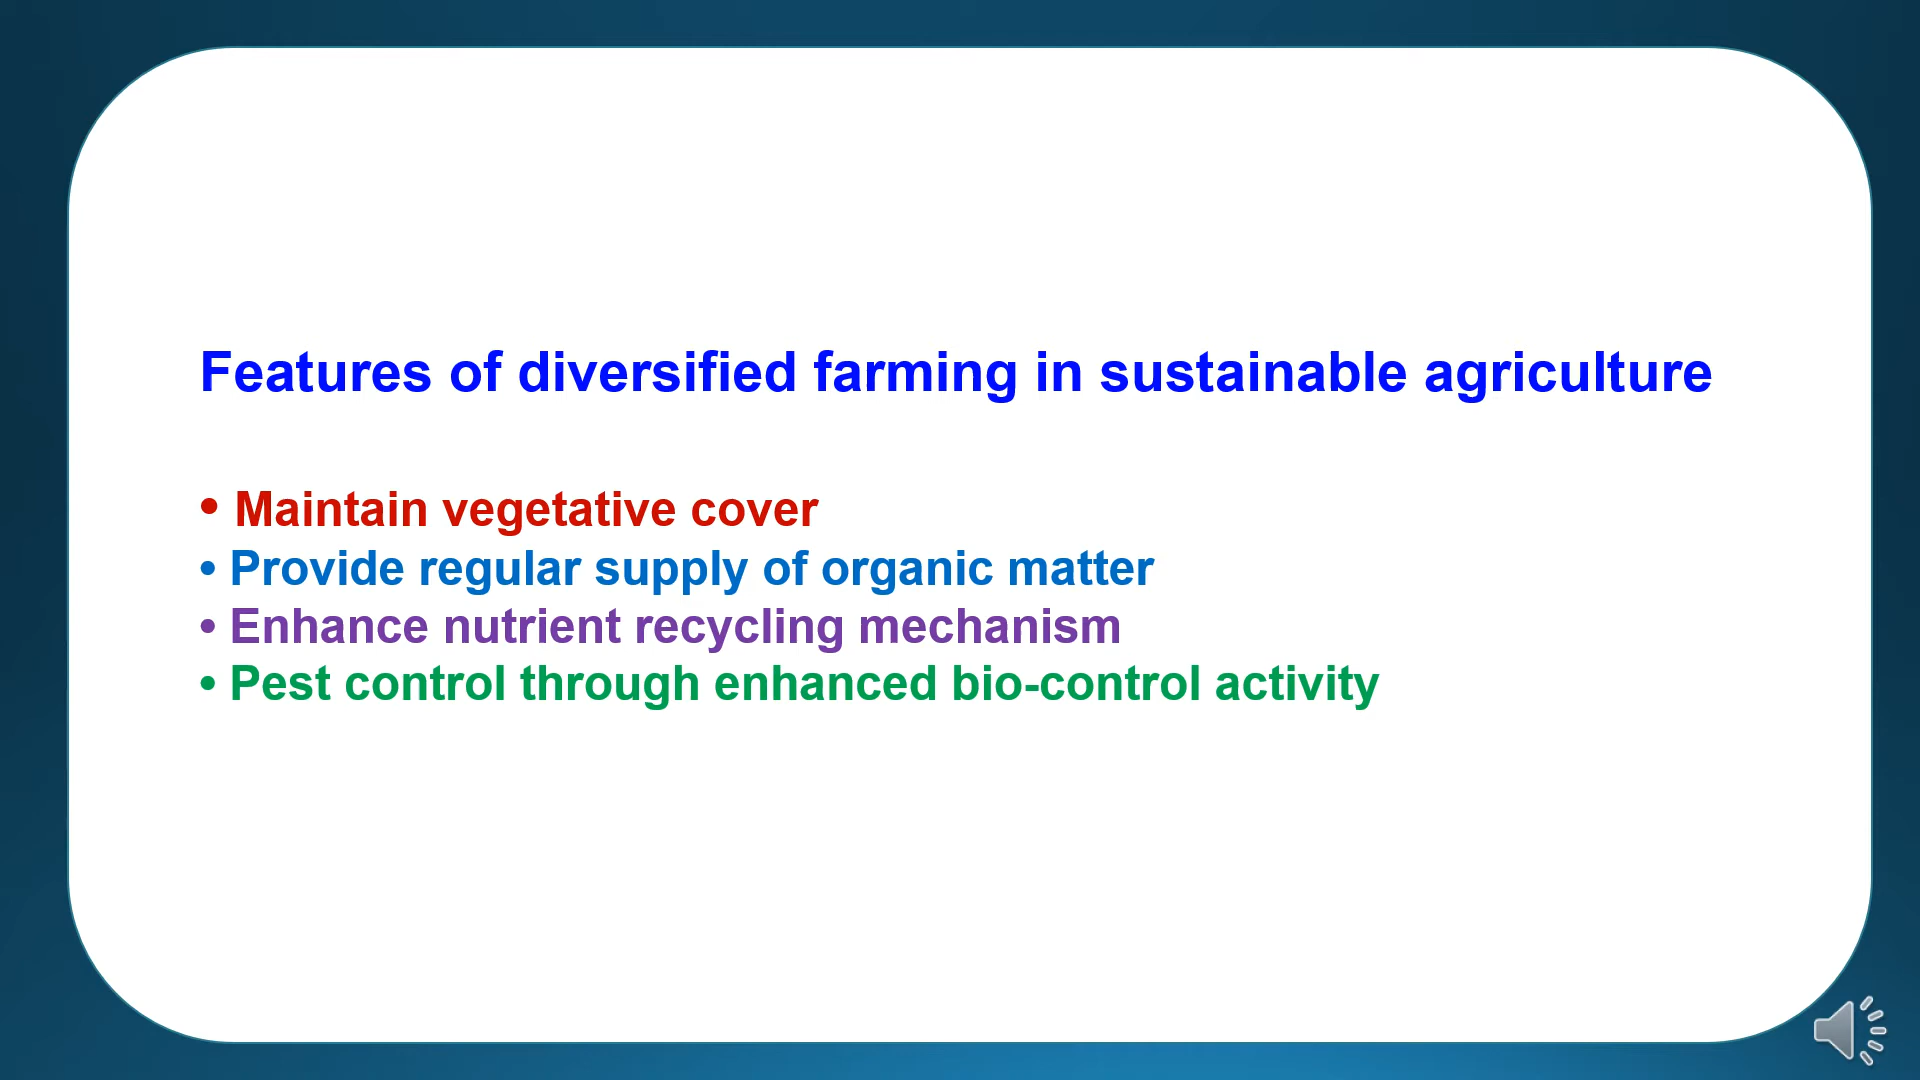 Features of diversified farming in sustainable agriculture
• Maintain vegetative cover
• Provide regular supply of organic matter
• Enhance nutrient recycling mechanism
• Pest control through enhanced bio-control activity